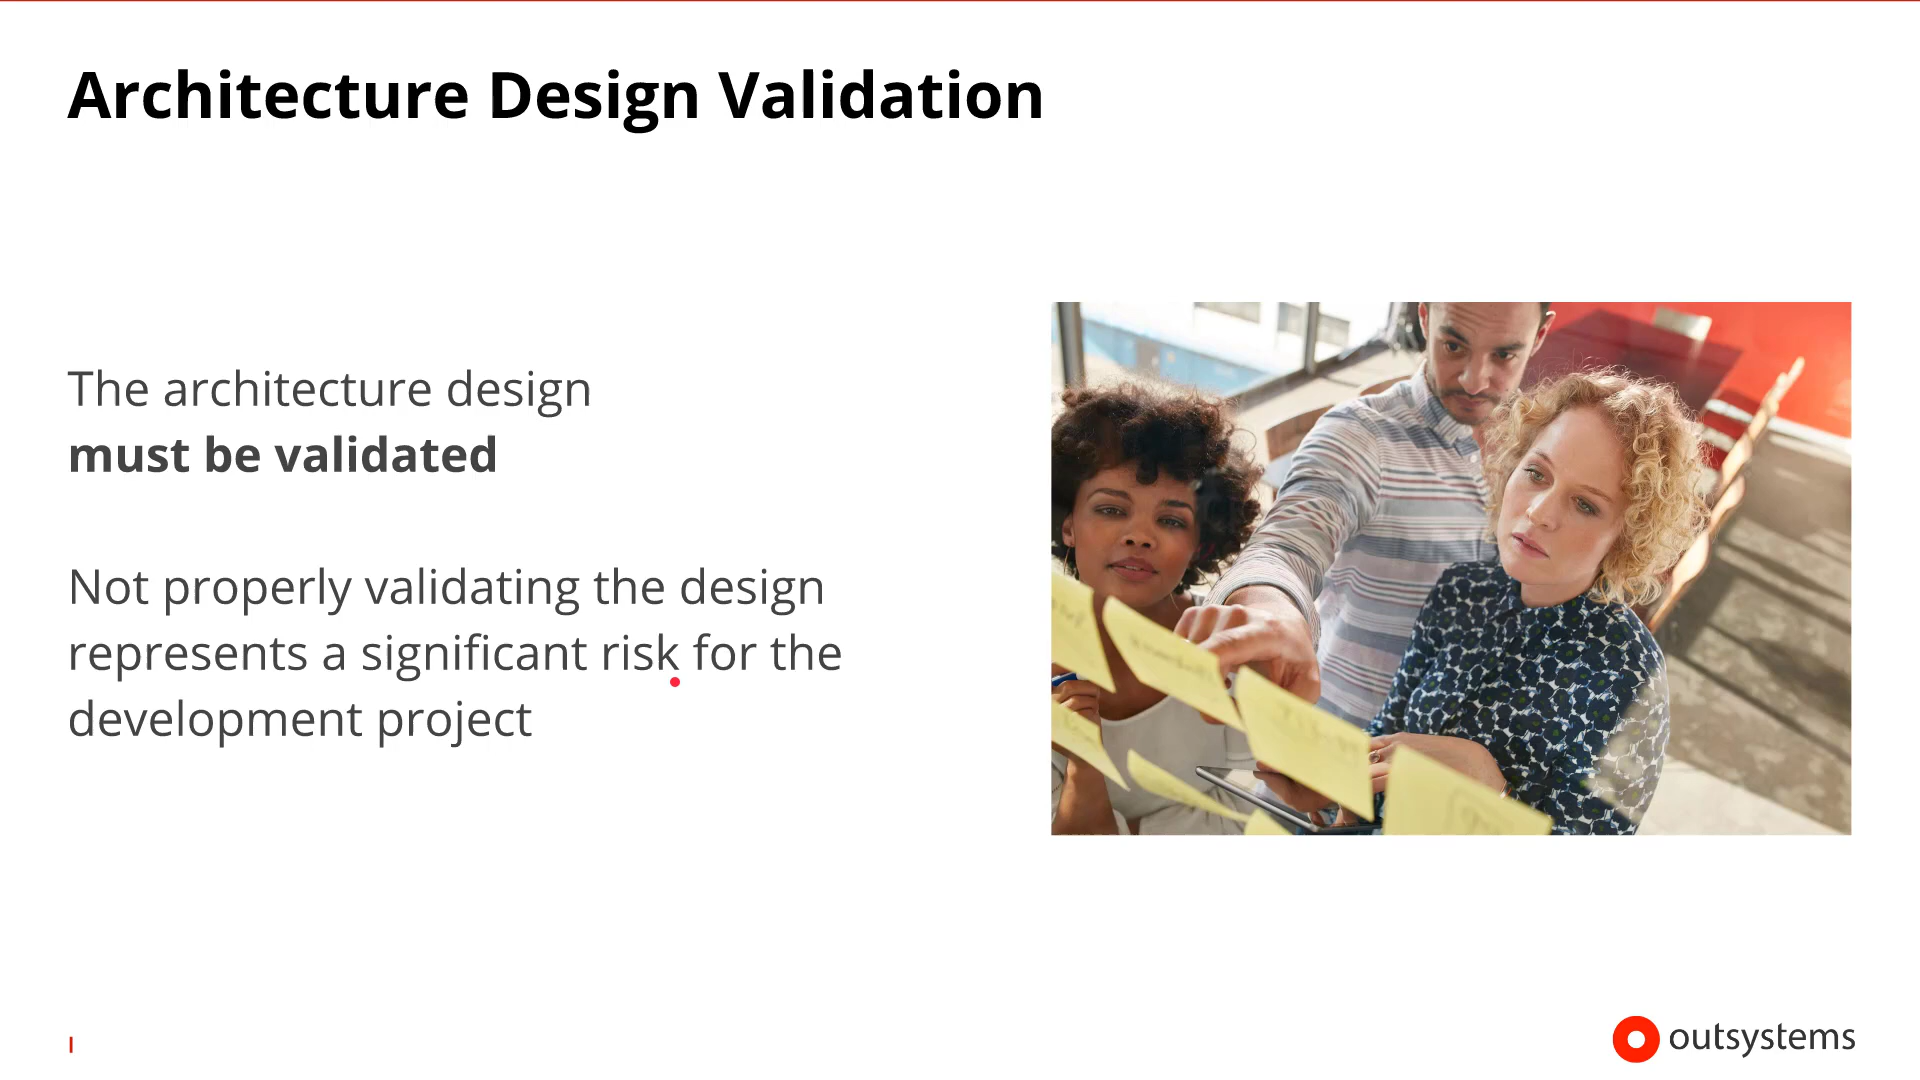 Architecture Design Validation
The architecture design
must be validated
Not properly validating the design
represents a significant risk for the
development project
outsystems